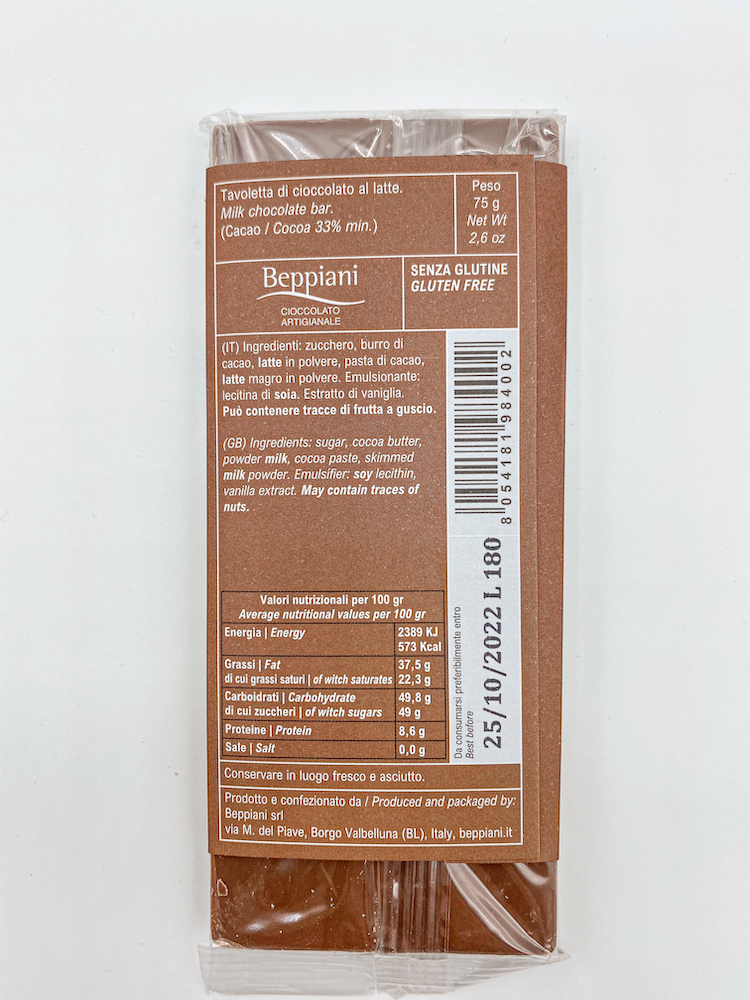 Tavoletta di cioccolato al latte.
Milk chocolate bar.
(Cacao / Cocoa 33% min.)
Peso
75 g
Net Wt
2,6 oz
Beppiani
CIOCCOLATO
ARTIGIANALE
SENZA GLUTINE
GLUTEN FREE
(IT) Ingredienti: zucchero, burro di
cacao, latte in polvere, pasta di cacao,
latte magro in polvere. Emulsionante:
lecitina di soia. Estratto di vaniglia.
Può contenere tracce di frutta a guscio.
(GB) Ingredients: sugar, cocoa butter,
powder milk, cocoa paste, skimmed
milk powder. Emulsifier: soy lecithin,
vanilla extract. May contain traces of
nuts.
8 054181 984002
Da consumarsi preferibilmente entro
Best before
25/10/2022 L 180
Valori nutrizionali per 100 gr
Average nutritional values per 100 gr
Energia | Energy 2389 KJ
573 Kcal
Grassi | Fat 37,5 g
di cui grassi saturi | of witch saturates 22,3 g
Carboidrati | Carbohydrate 49,8 g
di cui zuccheri | of witch sugars 49 g
Proteine | Protein 8,6 g
Sale | Salt 0,0 g
Conservare in luogo fresco e asciutto.
Prodotto e confezionato da / Produced and packaged by:
Beppiani srl
via M. del Piave, Borgo Valbelluna (BL), Italy, beppiani.it